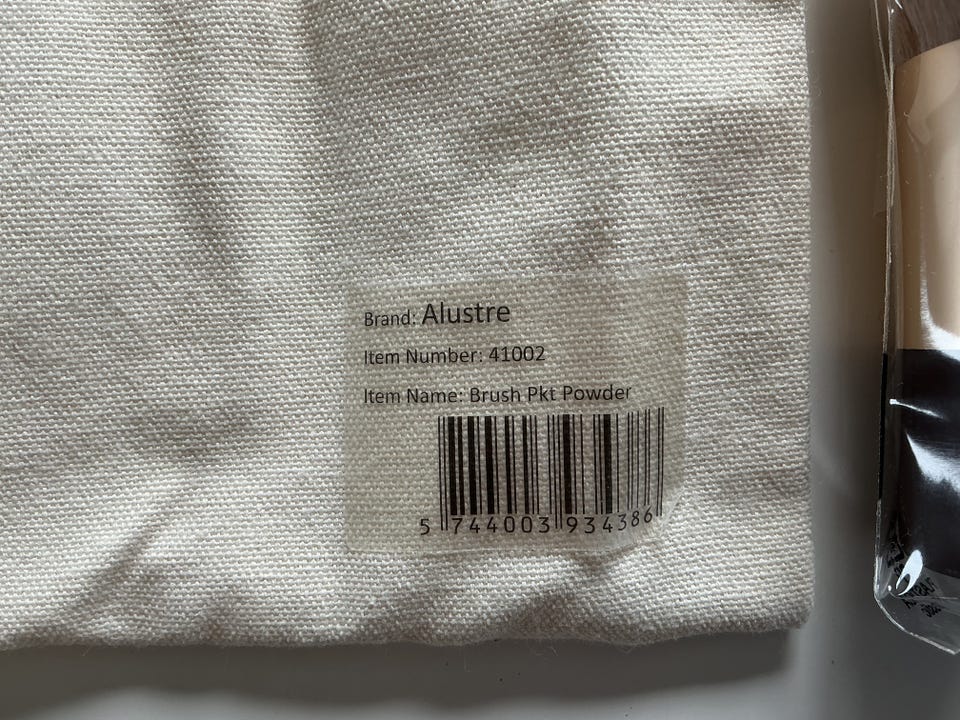 Brand: Alustre
Item Number: 41002
Item Name: Brush Pkt Powder
5 744003 934386